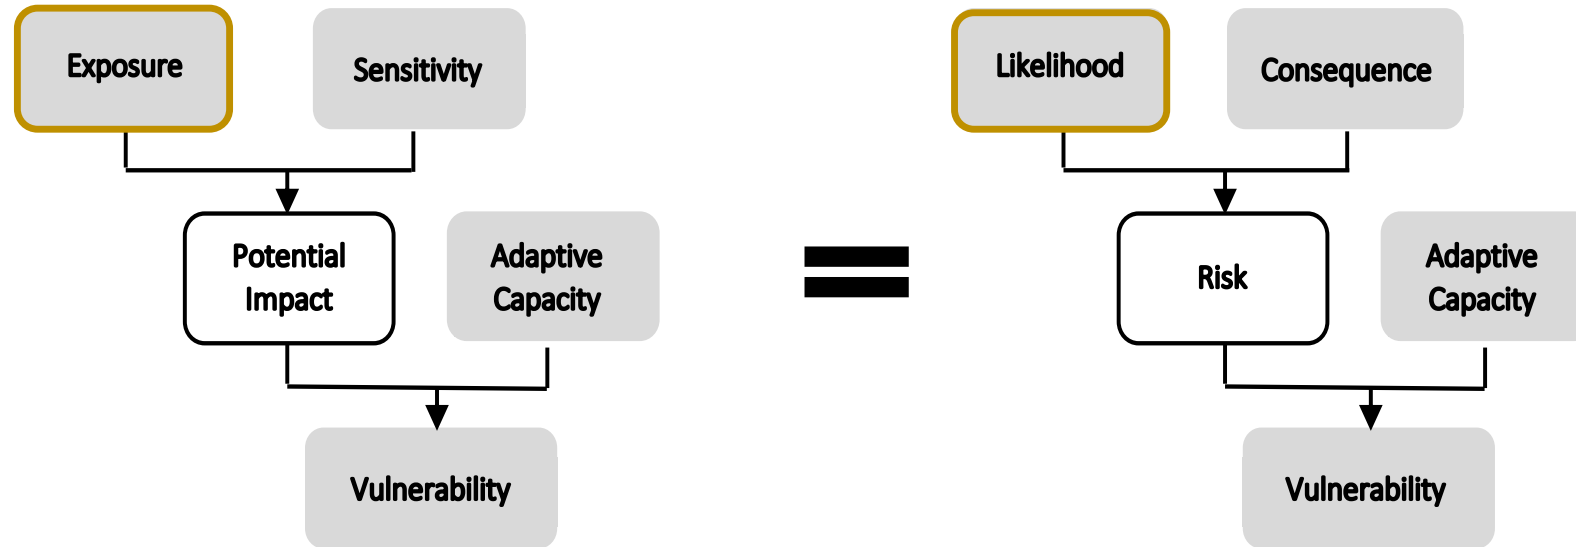 Exposure
Sensitivity
Potential
Impact
Adaptive
Capacity
Vulnerability
Likelihood
Consequence
Risk
Adaptive
Capacity
Vulnerability